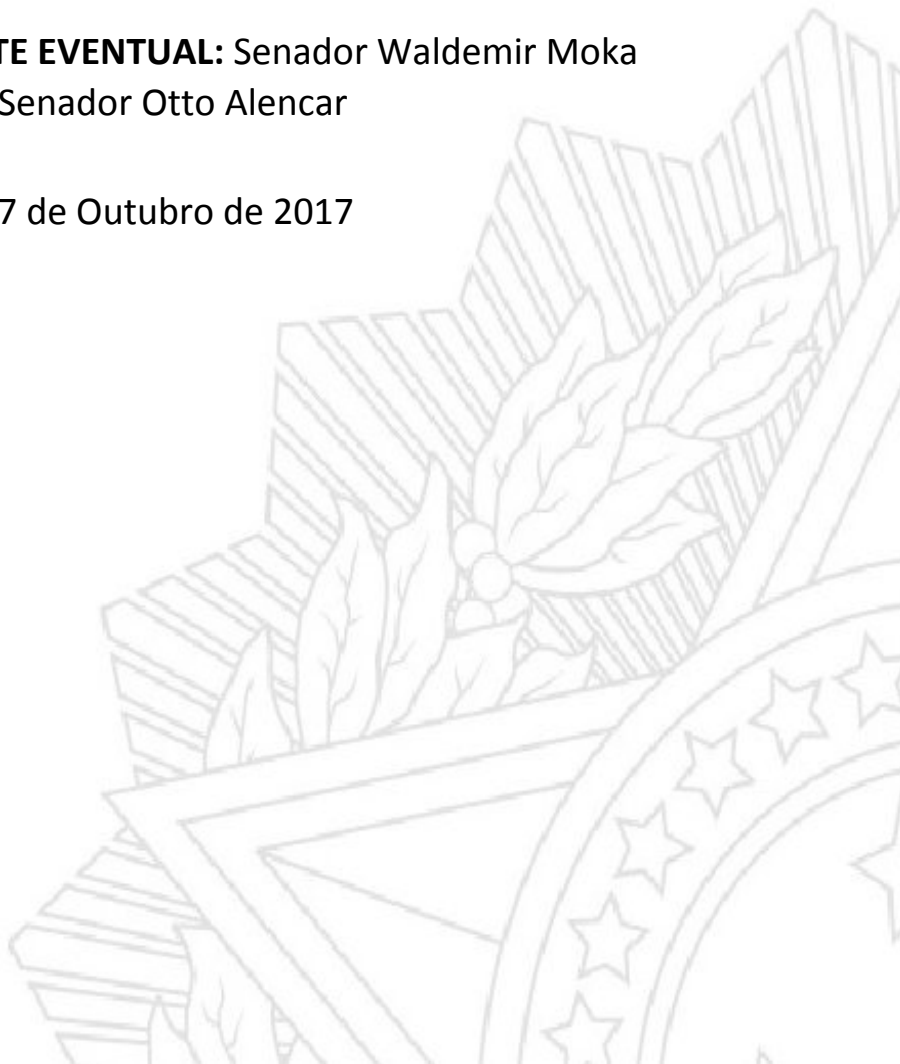 TE EVENTUAL: Senador Waldemir Moka
Senador Otto Alencar
7 de Outubro de 2017